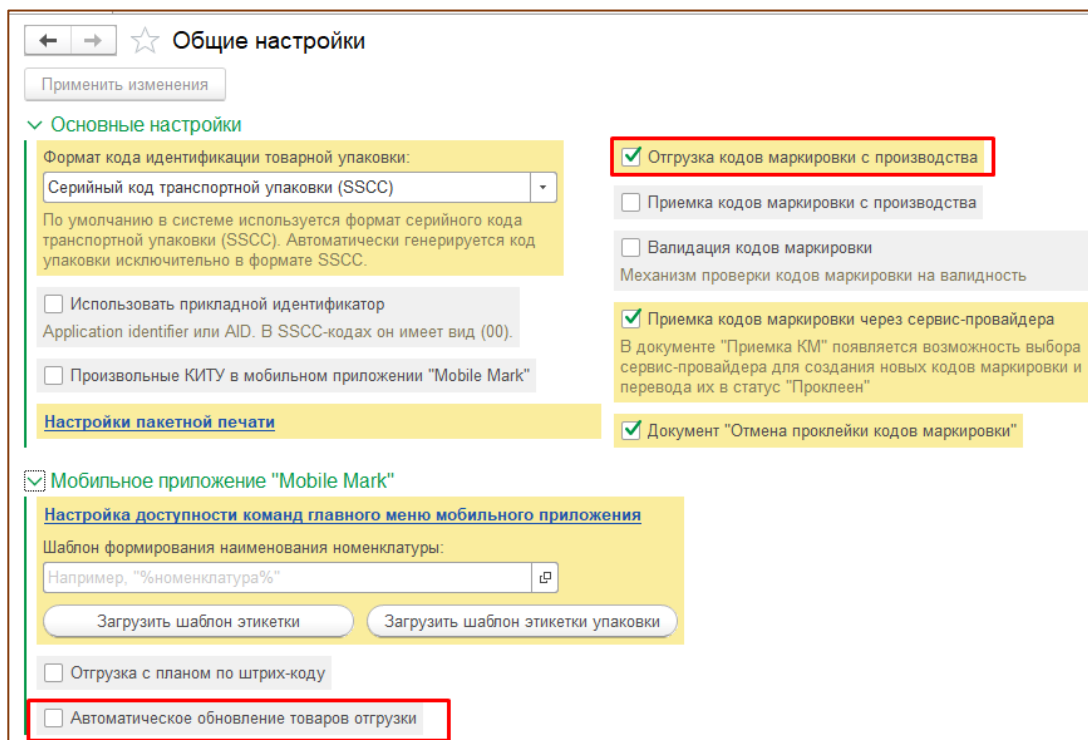 Общие настройки
Применить изменения
Основные настройки
Формат кода идентификации товарной упаковки:
Серийный код транспортной упаковки (SSCC)
По умолчанию в системе используется формат серийного кода
транспортной упаковки (SSCC). Автоматически генерируется код
упаковки исключительно в формате SSCC.
Использовать прикладной идентификатор
Application identifier или AID. В SSCC-кодах он имеет вид (00).
Произвольные КИТУ в мобильном приложении "Mobile Mark"
Настройки пакетной печати
Отгрузка кодов маркировки с производства
Приемка кодов маркировки с производства
Валидация кодов маркировки
Механизм проверки кодов маркировки на валидность
Приемка кодов маркировки через сервис-провайдера
В документе "Приемка КМ" появляется возможность выбора
сервис-провайдера для создания новых кодов маркировки и
перевода их в статус "Проклеен"
Документ "Отмена проклейки кодов маркировки"
Мобильное приложение "Mobile Mark"
Настройка доступности команд главного меню мобильного приложения
Шаблон формирования наименования номенклатуры:
Например, "%номенклатура%"
Загрузить шаблон этикетки
Загрузить шаблон этикетки упаковки
Отгрузка с планом по штрих-коду
Автоматическое обновление товаров отгрузки